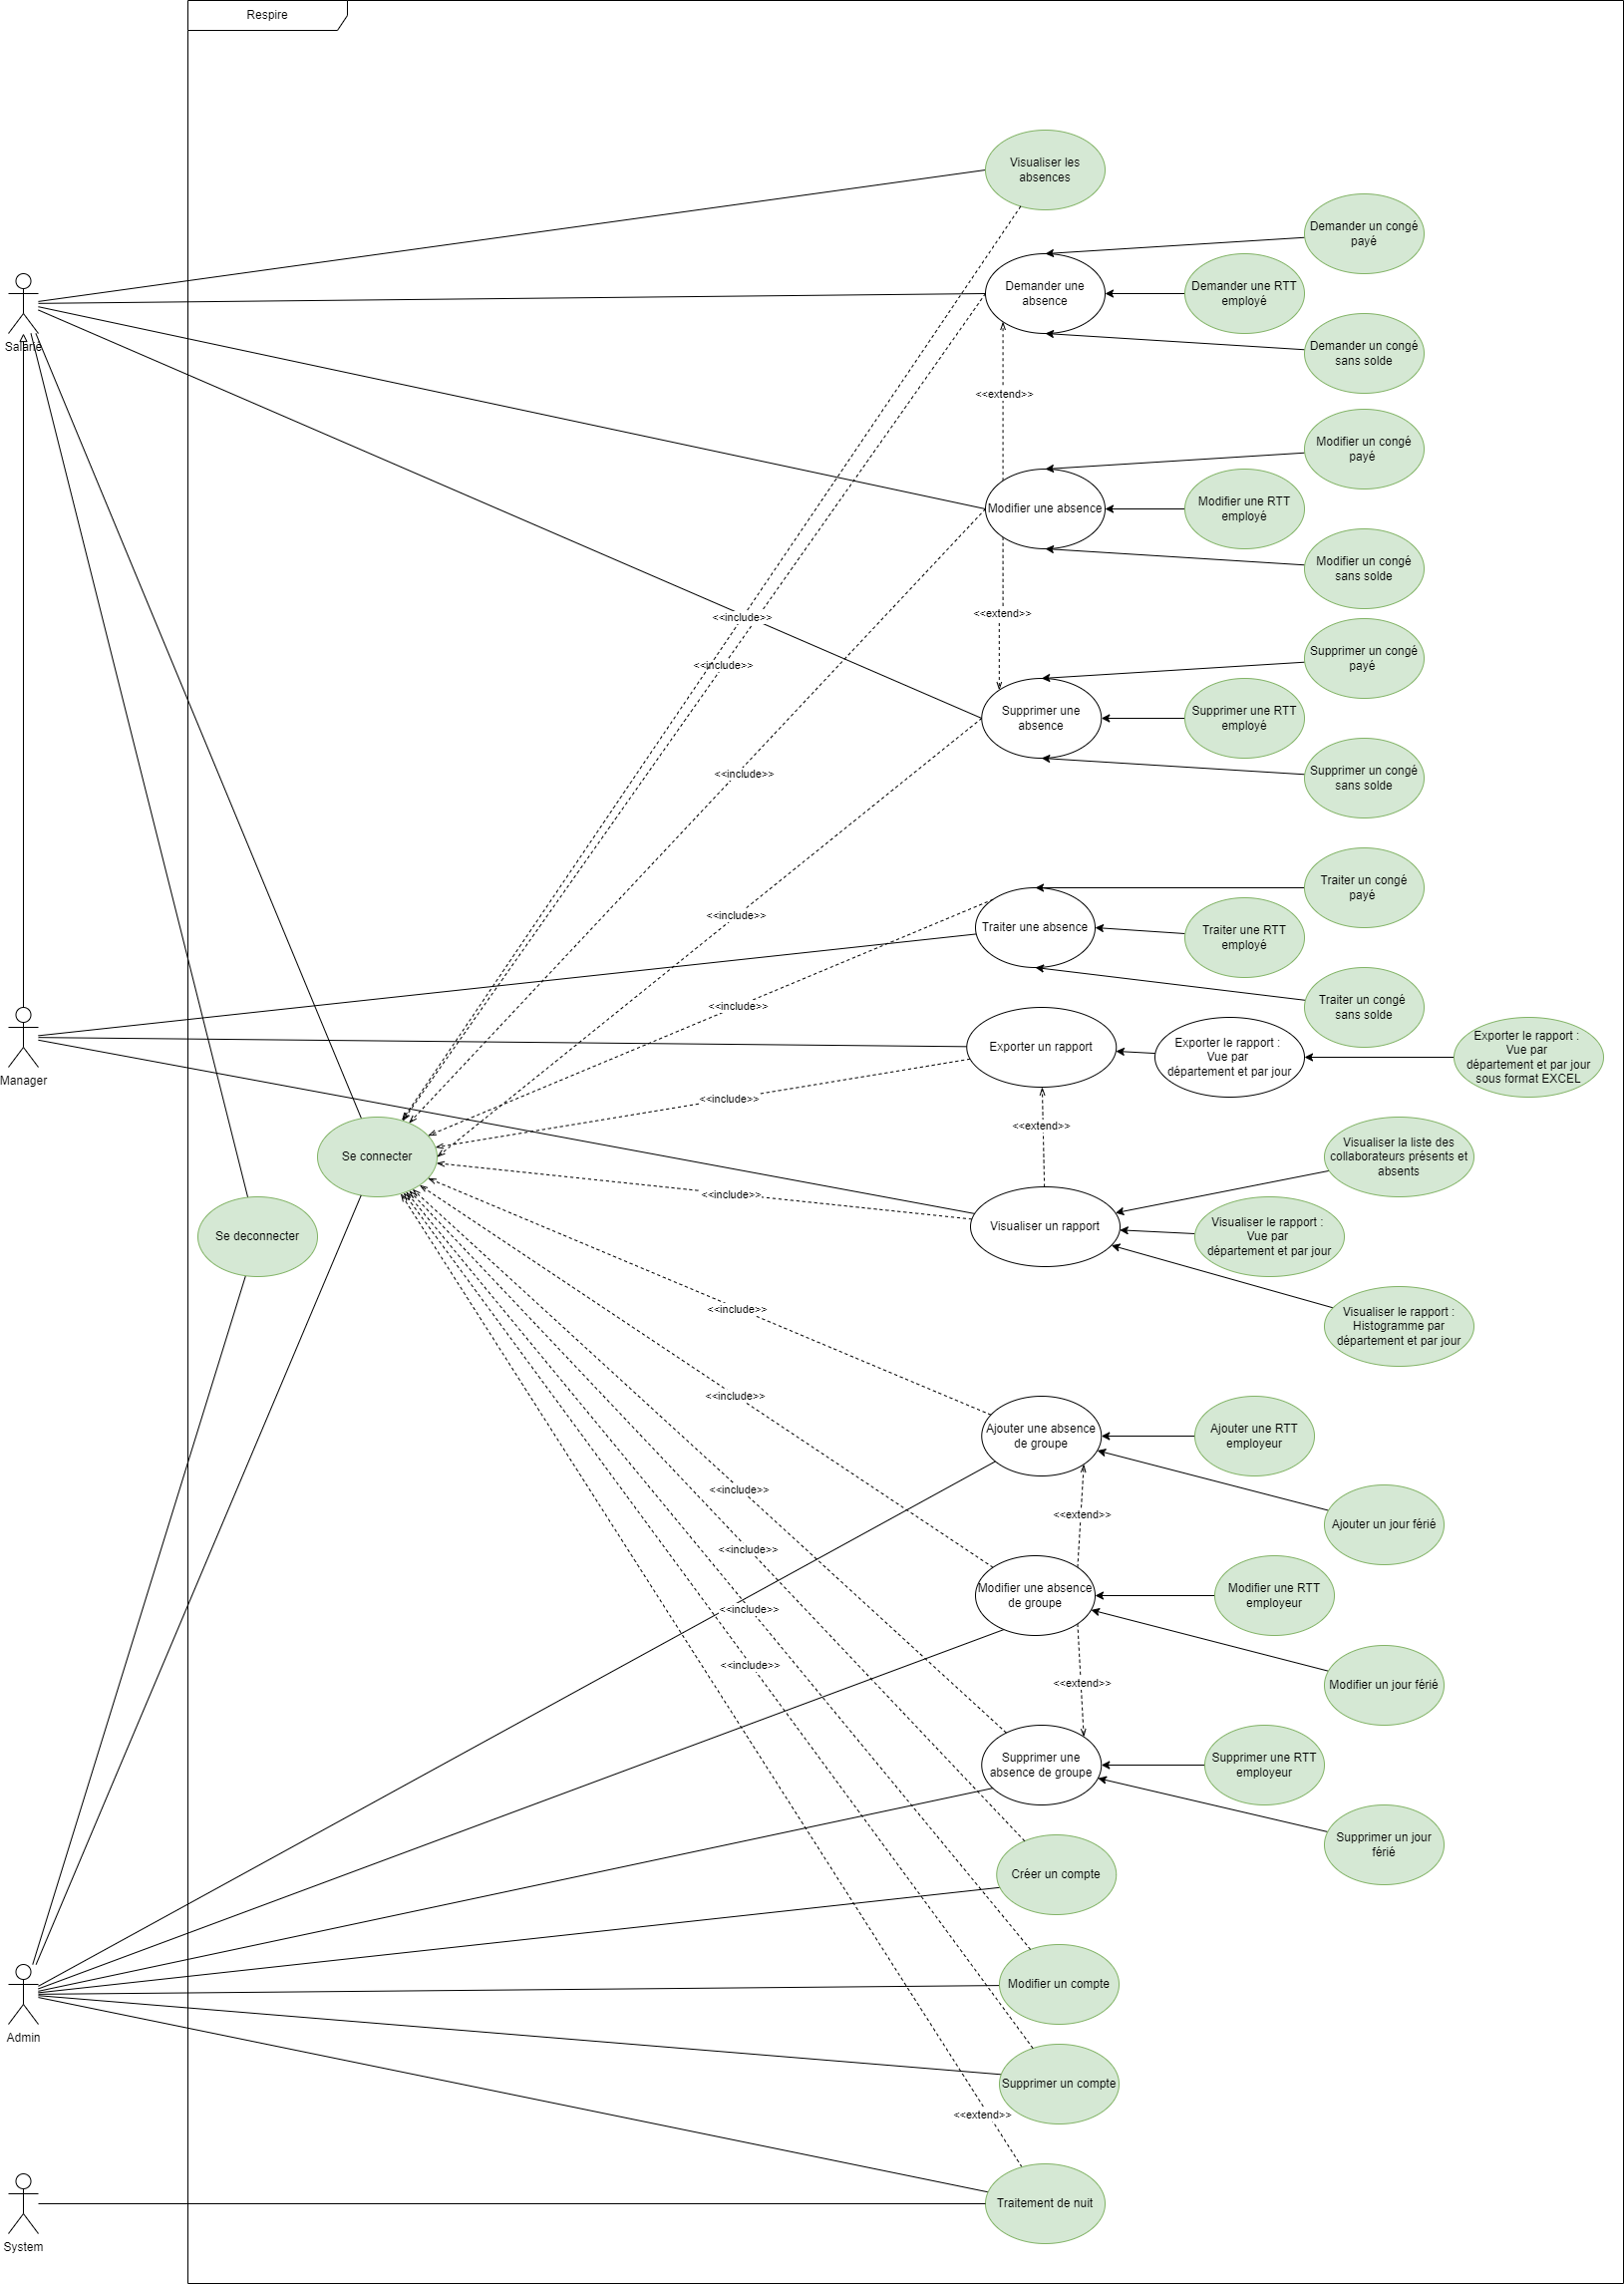 Respire
Visualiser les
absences
Demander un congé
payé
Salarié
Demander une
absence
Demander une RTT
employé
Demander un congé
sans solde
<<extend>>
Modifier un congé
payé
Modifier une absence
Modifier une RTT
employé
Modifier un congé
sans solde
<<extend>>
<<include>>
<<include>>
Supprimer un congé
payé
Supprimer une
absence
Supprimer une RTT
employé
<<include>>
Supprimer un congé
sans solde
Traiter un congé
payé
<<include>>
Traiter une absence
Traiter une RTT
employé
<<include>>
Traiter un congé
sans solde
Manager
Exporter un rapport
Exporter le rapport :
Vue par
département et par jour
Exporter le rapport :
Vue par
département et par jour
sous format EXCEL
<<include>>
<<extend>>
Se connecter
Visualiser la liste des
collaborateurs présents et
absents
<<include>>
Se deconnecter
Visualiser un rapport
Visualiser le rapport :
Vue par
département et par jour
<<include>>
Visualiser le rapport :
Histogramme par
département et par jour
<<include>>
Ajouter une absence
de groupe
Ajouter une RTT
employeur
<<include>>
<<extend>>
Ajouter un jour férié
<<include>>
Modifier une absence
de groupe
Modifier une RTT
employeur
<<include>>
<<include>>
<<extend>>
Modifier un jour férié
Supprimer une
absence de groupe
Supprimer une RTT
employeur
Supprimer un jour
férié
Créer un compte
Modifier un compte
Admin
Supprimer un compte
<<extend>>
Traitement de nuit
System